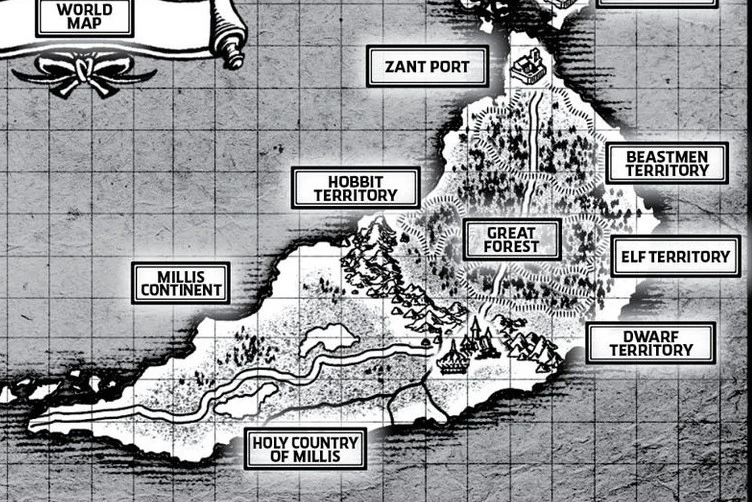 WORLD
MAP
ZANT PORT
BEASTMEN
TERRITORY
HOBBIT
TERRITORY
GREAT
FOREST
ELF TERRITORY
MILLIS
CONTINENT
DWARF
TERRITORY
HOLY COUNTRY
OF MILLIS